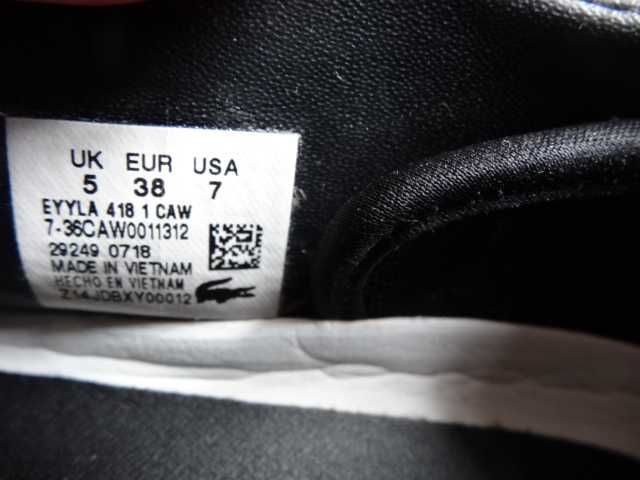 UK EUR USA
5 38 7
EYYLA 418 1 CAW
7-36CAW0011312
29249 0718
MADE IN VIETNAM
HECHO EN VIETNAM
Z14JDBXY00012